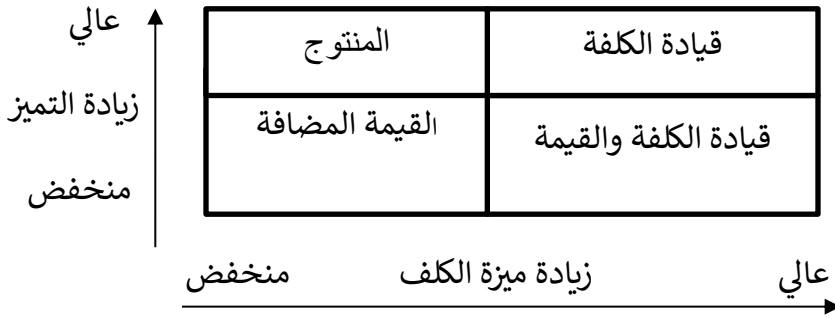 عالي
قيادة الكلفة
المنتوج
زيادة التميز
قيادة الكلفة والقيمة
القيمة المضافة
منخفض
عالي
زيادة ميزة الكلف
منخفض